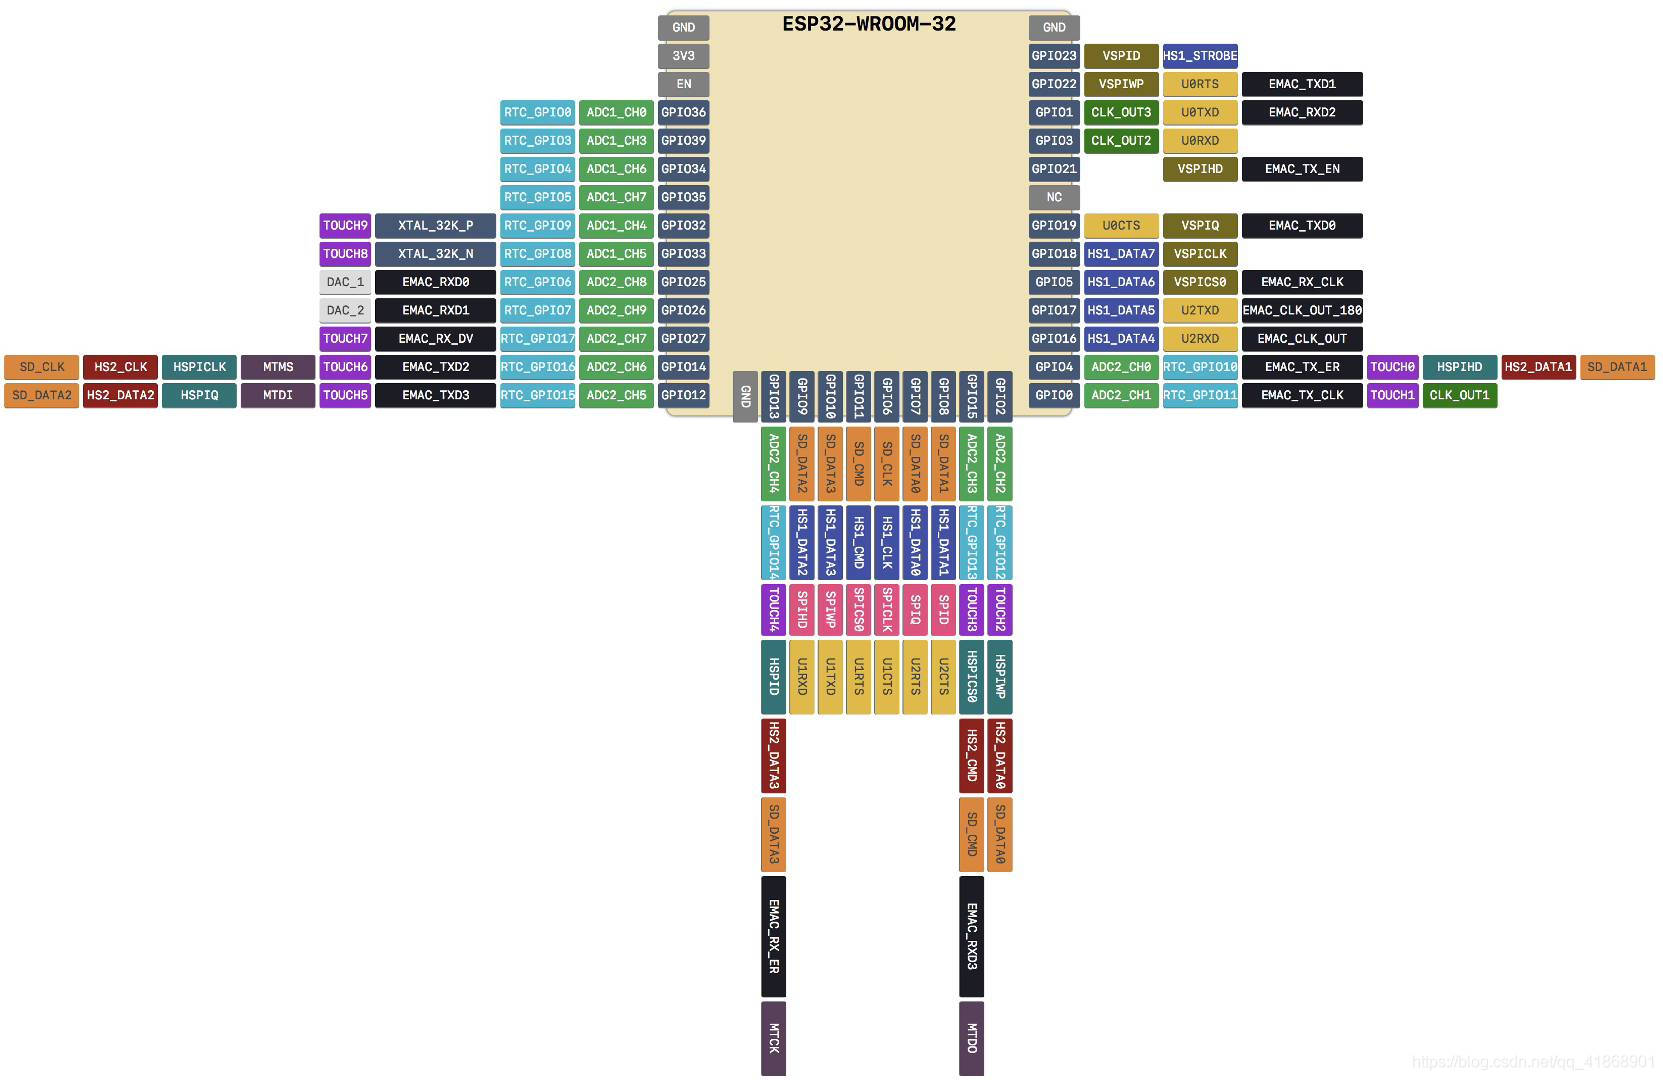 ESP32-WROOM-32
GND
3V3
EN
RTC_GPIO0 ADC1_CH0 GPIO36
RTC_GPIO3 ADC1_CH3 GPIO39
RTC_GPIO4 ADC1_CH6 GPIO34
RTC_GPIO5 ADC1_CH7 GPIO35
TOUCH9 XTAL_32K_P RTC_GPIO9 ADC1_CH4 GPIO32
TOUCH8 XTAL_32K_N RTC_GPIO8 ADC1_CH5 GPIO33
DAC_1 EMAC_RXD0 RTC_GPIO6 ADC2_CH8 GPIO25
DAC_2 EMAC_RXD1 RTC_GPIO7 ADC2_CH9 GPIO26
TOUCH7 EMAC_RX_DV RTC_GPIO17 ADC2_CH7 GPIO27
SD_CLK HS2_CLK HSPICLK MTMS TOUCH6 EMAC_TXD2 RTC_GPIO16 ADC2_CH6 GPIO14
SD_DATA2 HS2_DATA2 HSPIQ MTDI TOUCH5 EMAC_TXD3 RTC_GPIO15 ADC2_CH5 GPIO12
GND
GPIO23 VSPID HS1_STROBE
GPIO22 VSPIWP U0RTS EMAC_TXD1
GPIO1 CLK_OUT3 U0TXD EMAC_RXD2
GPIO3 CLK_OUT2 U0RXD
GPIO21 VSPIHD EMAC_TX_EN
NC
GPIO19 U0CTS VSPIQ EMAC_TXD0
GPIO18 HS1_DATA7 VSPICLK
GPIO5 HS1_DATA6 VSPICS0 EMAC_RX_CLK
GPIO17 HS1_DATA5 U2TXD EMAC_CLK_OUT_180
GPIO16 HS1_DATA4 U2RXD EMAC_CLK_OUT
GPIO4 ADC2_CH0 RTC_GPIO10 EMAC_TX_ER TOUCH0 HSPIHD HS2_DATA1 SD_DATA1
GPIO0 ADC2_CH1 RTC_GPIO11 EMAC_TX_CLK TOUCH1 CLK_OUT1
GND
GPIO13 ADC2_CH4 RTC_GPIO14 TOUCH4 HSPID HS2_DATA3 SD_DATA3 EMAC_RX_ER MTCK
GPIO9 SD_DATA2 HS1_DATA2 SPIHD U1RXD
GPIO10 SD_DATA3 HS1_DATA3 SPIWP U1TXD
GPIO11 SD_CMD HS1_CMD SPICS0 U1RTS
GPIO6 SD_CLK HS1_CLK SPICLK U1CTS
GPIO7 SD_DATA0 HS1_DATA0 SPIQ U2RTS
GPIO8 SD_DATA1 HS1_DATA1 SPID U2CTS
GPIO15 ADC2_CH3 RTC_GPIO13 TOUCH3 HSPICS0 HS2_CMD SD_CMD EMAC_RXD3 MTDO
GPIO2 ADC2_CH2 RTC_GPIO12 TOUCH2 HSPIWP HS2_DATA0 SD_DATA0
https://blog.csdn.net/qq_41868901